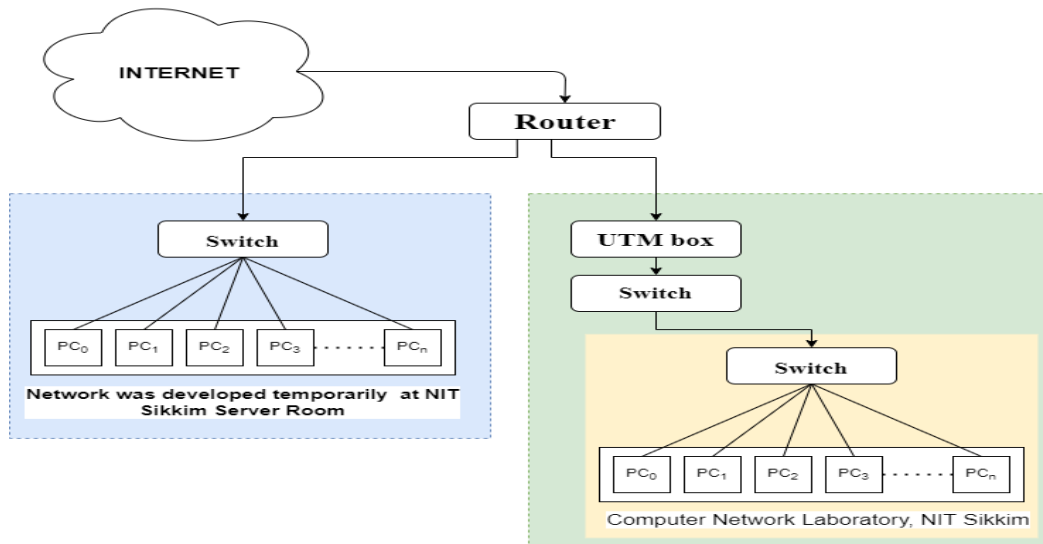 INTERNET
Router
Switch
PC0 PC1 PC2 PC3 PCn
Network was developed temporarily at NIT
Sikkim Server Room
UTM box
Switch
Switch
PC0 PC1 PC2 PC3 PCn
Computer Network Laboratory, NIT Sikkim